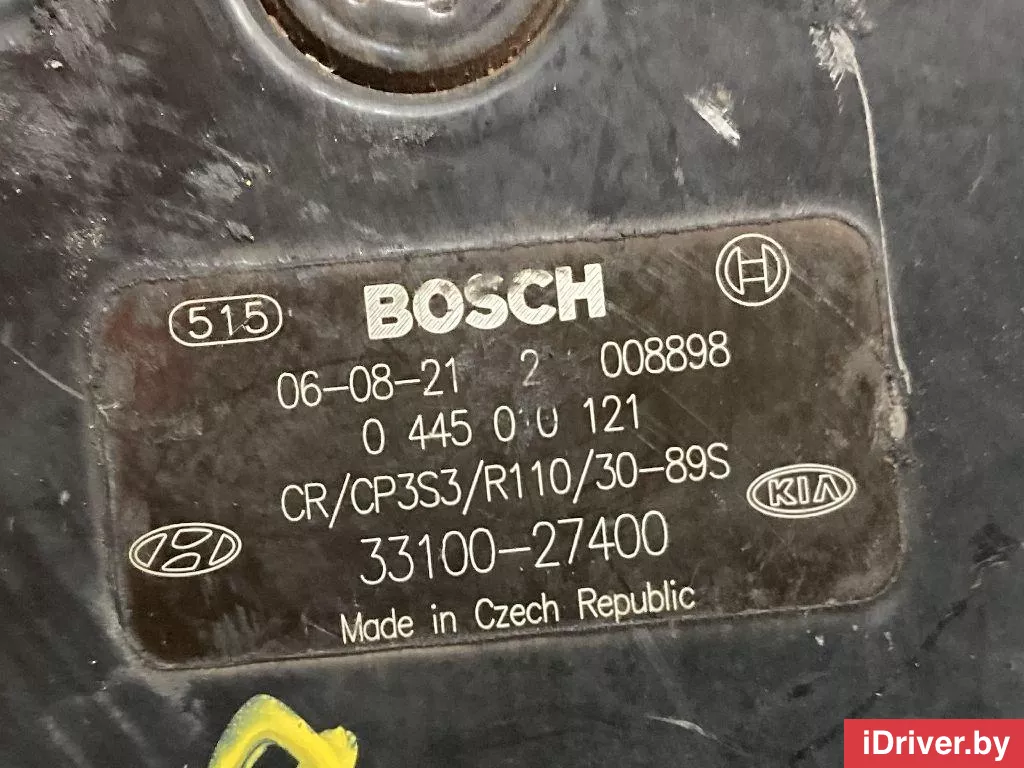 515 BOSCH
06-08-21 2 008898
0 445 010 121
CR/CP3S3/R110/30-89S
KIA
33100-27400
Made in Czech Republic
iDriver.by